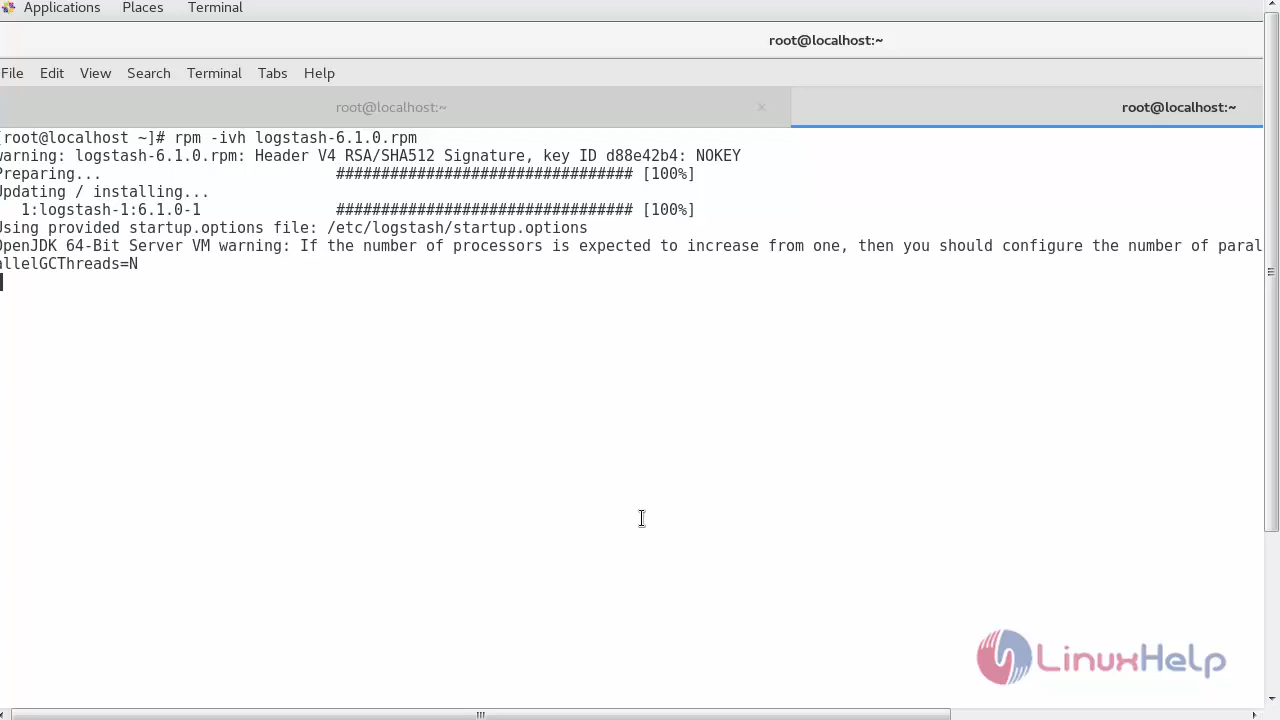 Applications Places Terminal
root@localhost:~
File Edit View Search Terminal Tabs Help
root@localhost:~ × root@localhost:~
[root@localhost ~]# rpm -ivh logstash-6.1.0.rpm
warning: logstash-6.1.0.rpm: Header V4 RSA/SHA512 Signature, key ID d88e42b4: NOKEY
Preparing... ################################# [100%]
Updating / installing...
1:logstash-1:6.1.0-1 ################################# [100%]
Using provided startup.options file: /etc/logstash/startup.options
OpenJDK 64-Bit Server VM warning: If the number of processors is expected to increase from one, then you should configure the number of paral
allelGCThreads=N
LinuxHelp